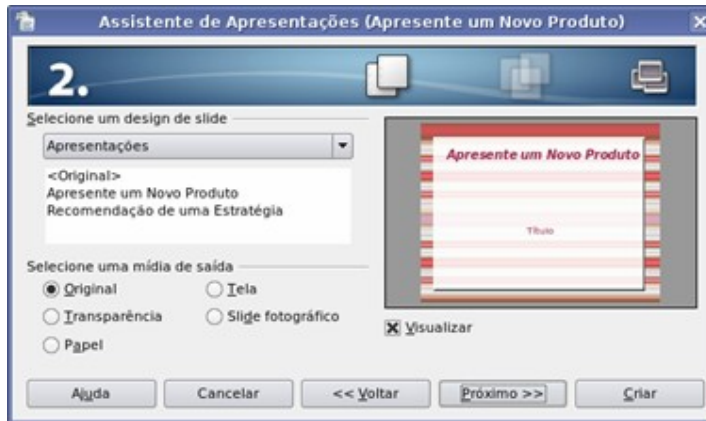 Assistente de Apresentações (Apresente um Novo Produto)
2.
Selecione um design de slide
Apresentações
<Original>
Apresente um Novo Produto
Recomendação de uma Estratégia
Apresente um Novo Produto
Título
Selecione uma mídia de saída
Original
Tela
Transparência
Slide fotográfico
Papel
Visualizar
Ajuda
Cancelar
<< Voltar
Próximo >>
Criar